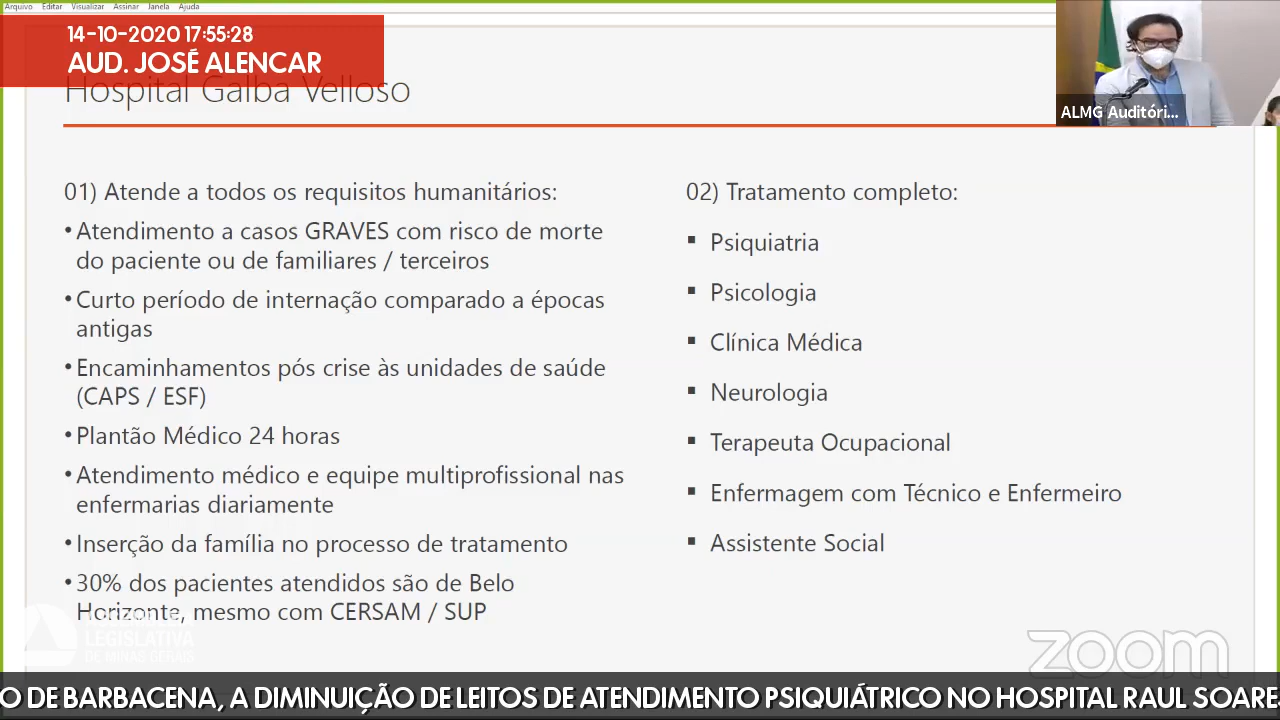 Arquivo Editar Visualizar Assinar Janela Ajuda
14-10-2020 17:55:28
AUD. JOSÉ ALENCAR
Hospital Galba Velloso
ALMG Auditóri...
01) Atende a todos os requisitos humanitários:
• Atendimento a casos GRAVES com risco de morte
do paciente ou de familiares / terceiros
• Curto período de internação comparado a épocas
antigas
• Encaminhamentos pós crise às unidades de saúde
(CAPS / ESF)
• Plantão Médico 24 horas
• Atendimento médico e equipe multiprofissional nas
enfermarias diariamente
• Inserção da família no processo de tratamento
• 30% dos pacientes atendidos são de Belo
Horizonte, mesmo com CERSAM / SUP
02) Tratamento completo:
▪ Psiquiatria
▪ Psicologia
▪ Clínica Médica
▪ Neurologia
▪ Terapeuta Ocupacional
▪ Enfermagem com Técnico e Enfermeiro
▪ Assistente Social
ASSEMBLEIA
LEGISLATIVA
DE MINAS GERAIS
zoom
O DE BARBACENA, A DIMINUIÇÃO DE LEITOS DE ATENDIMENTO PSIQUIÁTRICO NO HOSPITAL RAUL SOARE